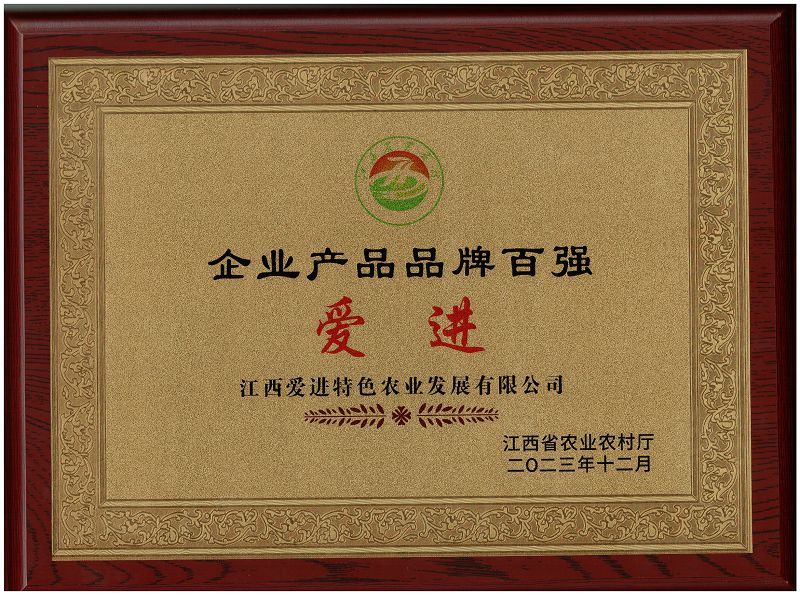 企业产品品牌百强
爱进
江西爱进特色农业发展有限公司
江西省农业农村厅
二〇二三年十二月